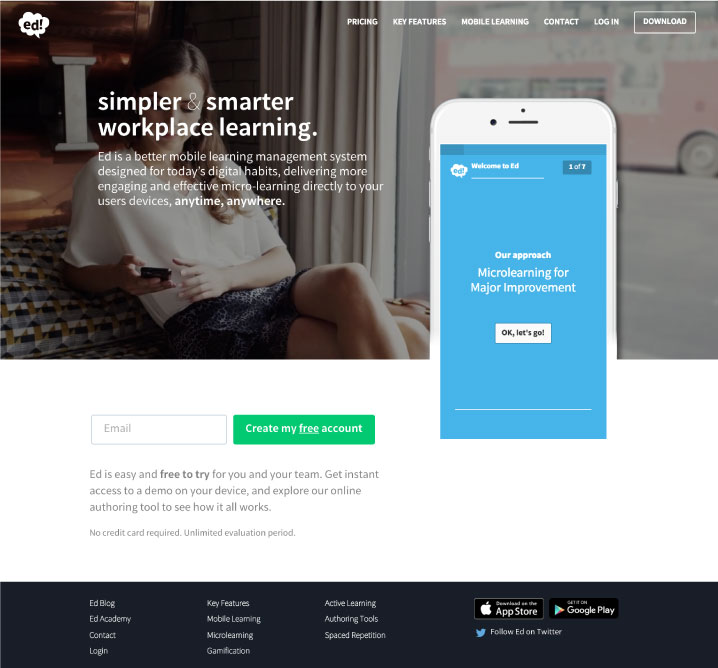 ed!
PRICING KEY FEATURES MOBILE LEARNING CONTACT LOG IN DOWNLOAD
simpler & smarter
workplace learning.
Ed is a better mobile learning management system
designed for today's digital habits, delivering more
engaging and effective micro-learning directly to your
users devices, anytime, anywhere.
ed! Welcome to Ed 1 of 7
Our approach
Microlearning for
Major Improvement
OK, let's go!
Email
Create my free account
Ed is easy and free to try for you and your team. Get instant
access to a demo on your device, and explore our online
authoring tool to see how it all works.
No credit card required. Unlimited evaluation period.
Ed Blog
Ed Academy
Contact
Login
Key Features
Mobile Learning
Microlearning
Gamification
Active Learning
Authoring Tools
Spaced Repetition
Download on the
App Store
GET IT ON
Google Play
Follow Ed on Twitter